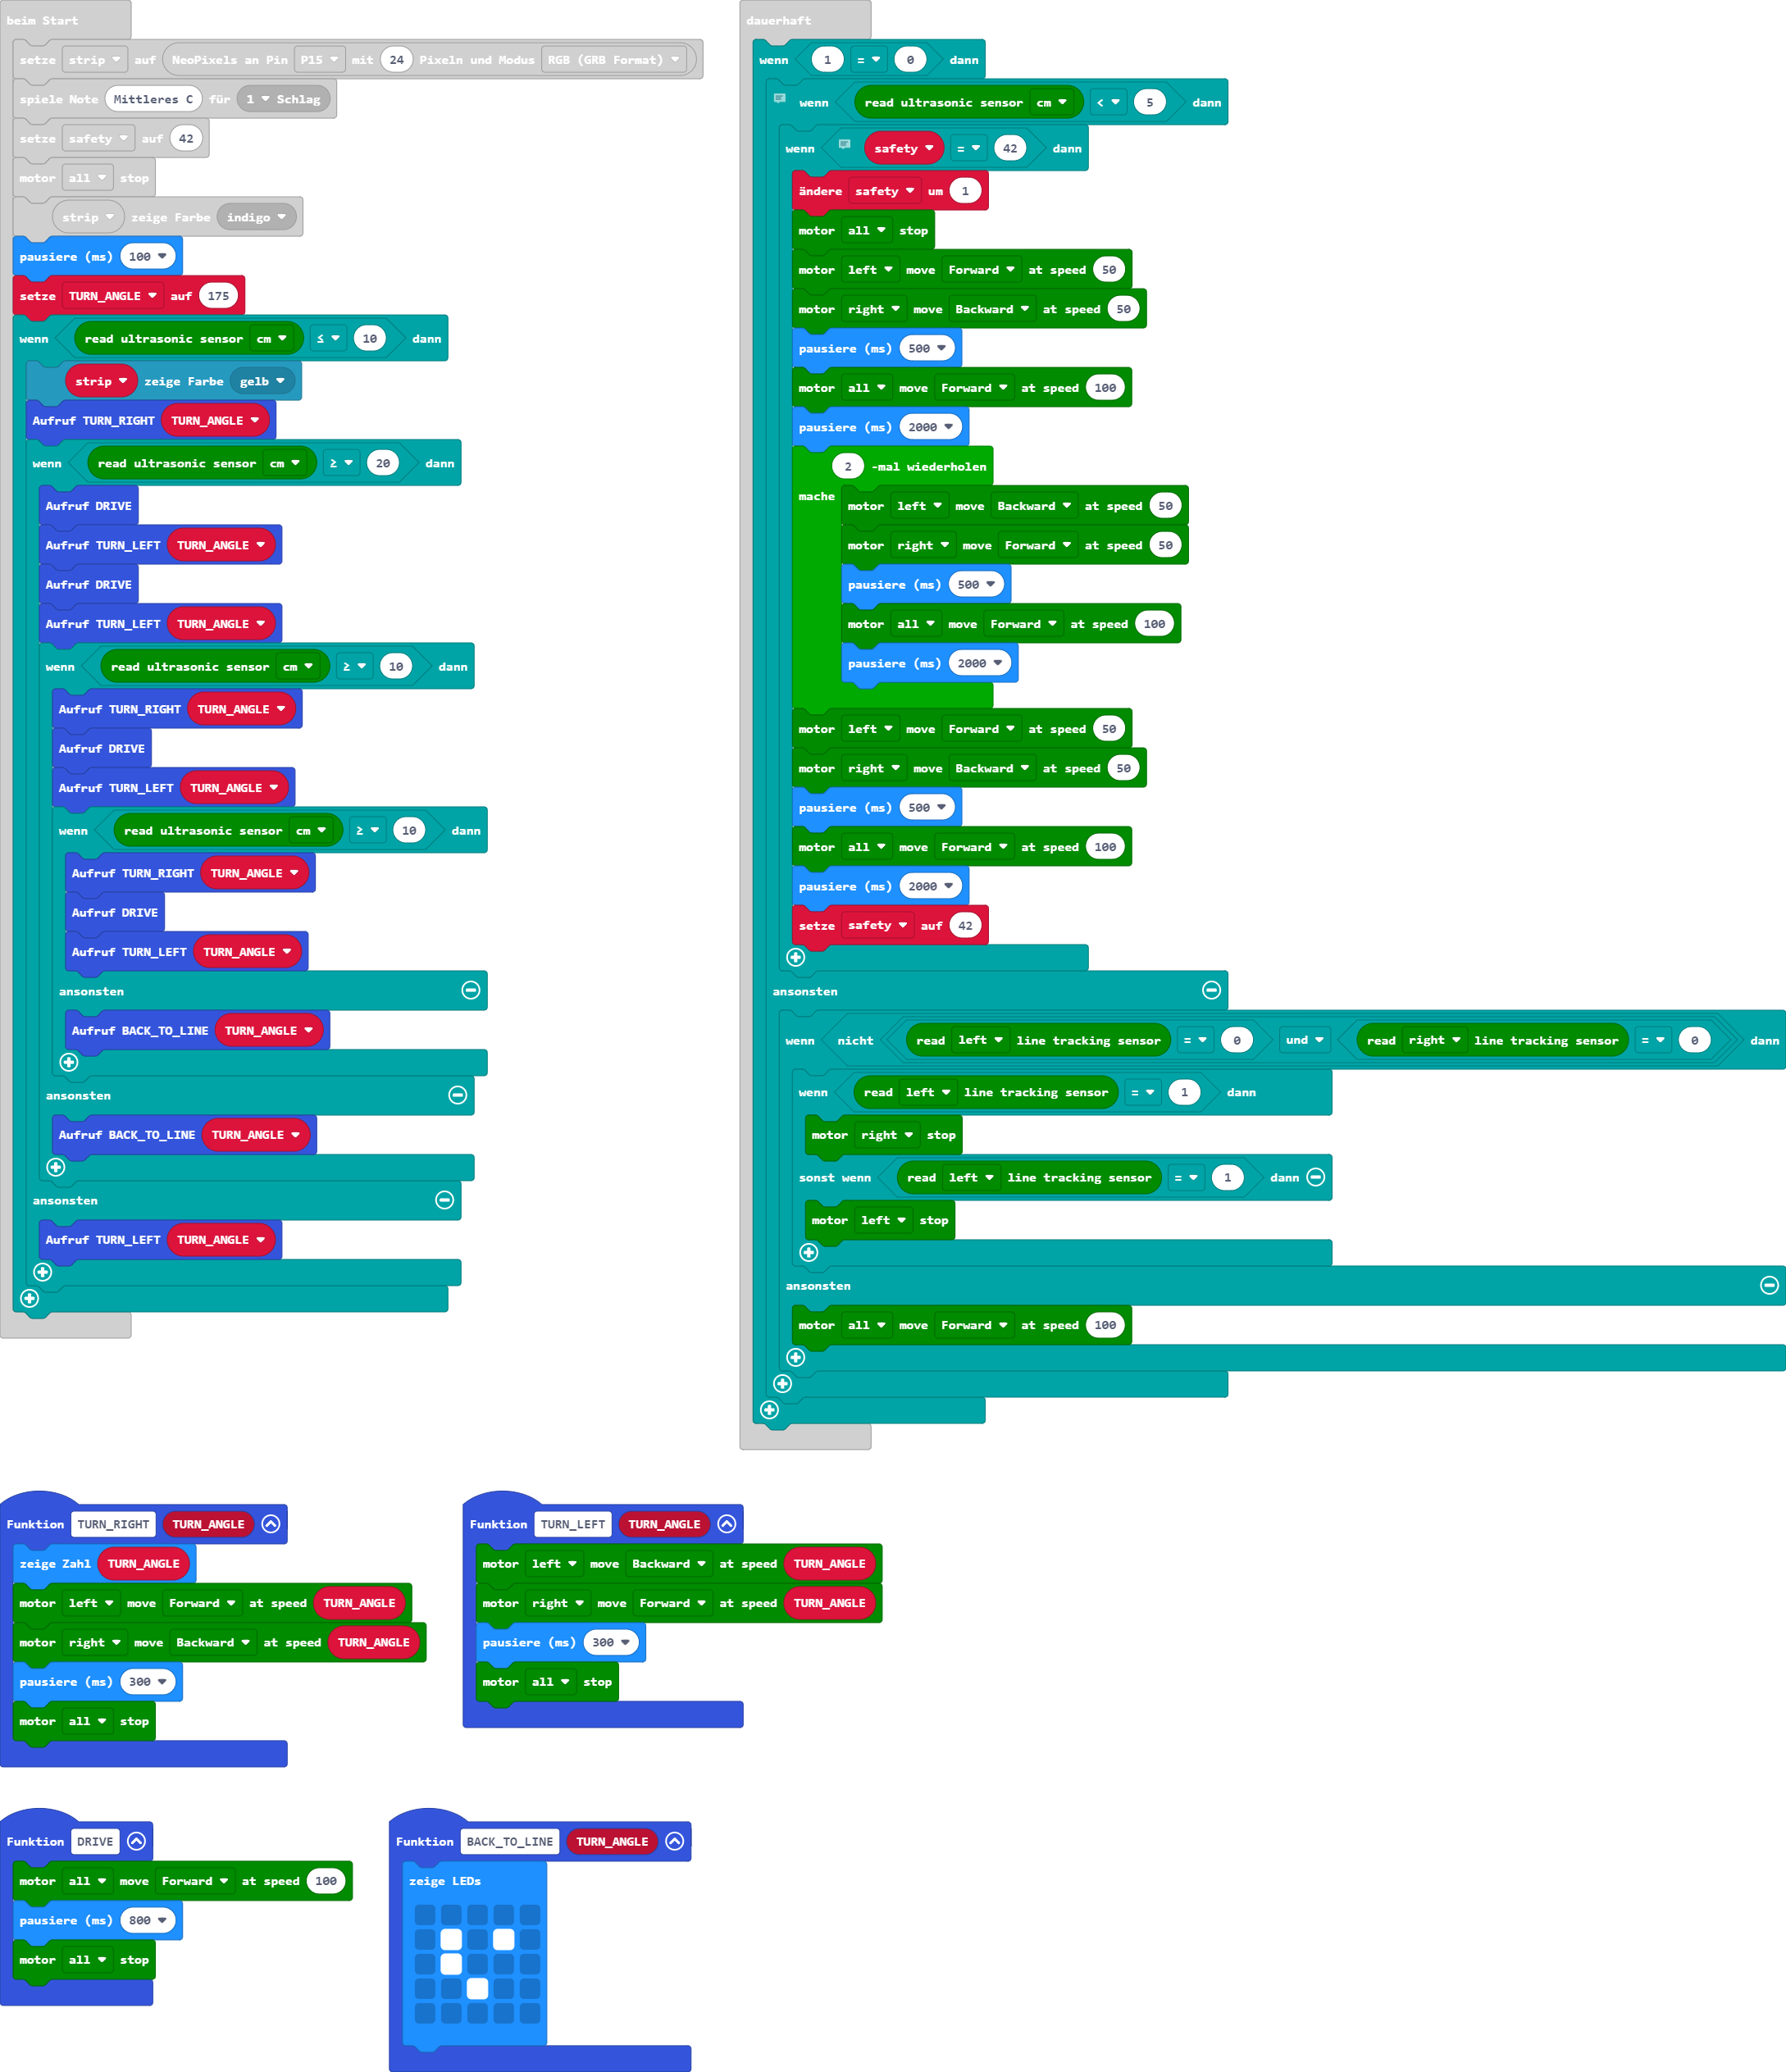 beim Start
setze strip auf NeoPixels an Pin P15 mit 24 Pixeln und Modus RGB (GRB Format)
spiele Note Mittleres C für 1 Schlag
setze safety auf 42
motor all stop
strip zeige Farbe indigo
pausiere (ms) 100
setze TURN_ANGLE auf 175
wenn read ultrasonic sensor cm ≤ 10 dann
strip zeige Farbe gelb
Aufruf TURN_RIGHT TURN_ANGLE
wenn read ultrasonic sensor cm ≥ 20 dann
Aufruf DRIVE
Aufruf TURN_LEFT TURN_ANGLE
Aufruf DRIVE
Aufruf TURN_LEFT TURN_ANGLE
wenn read ultrasonic sensor cm ≥ 10 dann
Aufruf TURN_RIGHT TURN_ANGLE
Aufruf DRIVE
Aufruf TURN_LEFT TURN_ANGLE
wenn read ultrasonic sensor cm ≥ 10 dann
Aufruf TURN_RIGHT TURN_ANGLE
Aufruf DRIVE
Aufruf TURN_LEFT TURN_ANGLE
ansonsten
Aufruf BACK_TO_LINE TURN_ANGLE
ansonsten
Aufruf BACK_TO_LINE TURN_ANGLE
ansonsten
Aufruf TURN_LEFT TURN_ANGLE
dauerhaft
wenn 1 = 0 dann
wenn read ultrasonic sensor cm < 5 dann
wenn safety = 42 dann
ändere safety um 1
motor all stop
motor left move Forward at speed 50
motor right move Backward at speed 50
pausiere (ms) 500
motor all move Forward at speed 100
pausiere (ms) 2000
2 -mal wiederholen
mache
motor left move Backward at speed 50
motor right move Forward at speed 50
pausiere (ms) 500
motor all move Forward at speed 100
pausiere (ms) 2000
motor left move Forward at speed 50
motor right move Backward at speed 50
pausiere (ms) 500
motor all move Forward at speed 100
pausiere (ms) 2000
setze safety auf 42
ansonsten
wenn nicht read left line tracking sensor = 0 und read right line tracking sensor = 0 dann
wenn read left line tracking sensor = 1 dann
motor right stop
sonst wenn read left line tracking sensor = 1 dann
motor left stop
ansonsten
motor all move Forward at speed 100
Funktion TURN_RIGHT TURN_ANGLE
zeige Zahl TURN_ANGLE
motor left move Forward at speed TURN_ANGLE
motor right move Backward at speed TURN_ANGLE
pausiere (ms) 300
motor all stop
Funktion TURN_LEFT TURN_ANGLE
motor left move Backward at speed TURN_ANGLE
motor right move Forward at speed TURN_ANGLE
pausiere (ms) 300
motor all stop
Funktion DRIVE
motor all move Forward at speed 100
pausiere (ms) 800
motor all stop
Funktion BACK_TO_LINE TURN_ANGLE
zeige LEDs